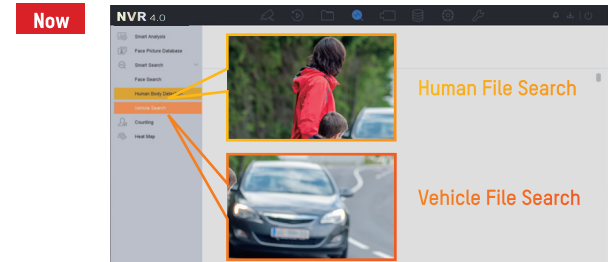 Now
NVR 4.0
Smart Analysis
Face Picture Database
Smart Search
Face Search
Human Body Detection
Vehicle Search
Counting
Heat Map
Human File Search
Vehicle File Search